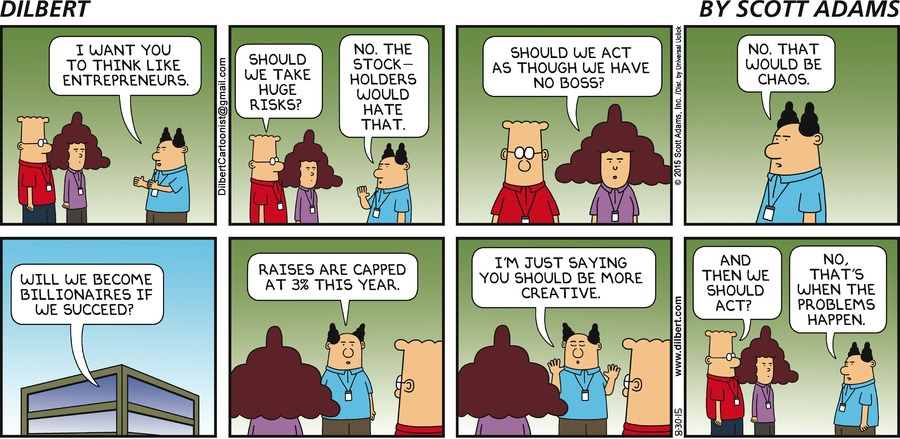 DILBERT
BY SCOTT ADAMS
I WANT YOU
TO THINK LIKE
ENTREPRENEURS.
DilbertCartoonist@gmail.com
SHOULD
WE TAKE
HUGE
RISKS?
NO. THE
STOCK-
HOLDERS
WOULD
HATE
THAT.
SHOULD WE ACT
AS THOUGH WE HAVE
NO BOSS?
© 2015 Scott Adams, Inc. /Dist. by Universal Uclick
NO. THAT
WOULD BE
CHAOS.
WILL WE BECOME
BILLIONAIRES IF
WE SUCCEED?
RAISES ARE CAPPED
AT 3% THIS YEAR.
I'M JUST SAYING
YOU SHOULD BE MORE
CREATIVE.
8-30-15
www.dilbert.com
AND
THEN WE
SHOULD
ACT?
NO,
THAT'S
WHEN THE
PROBLEMS
HAPPEN.